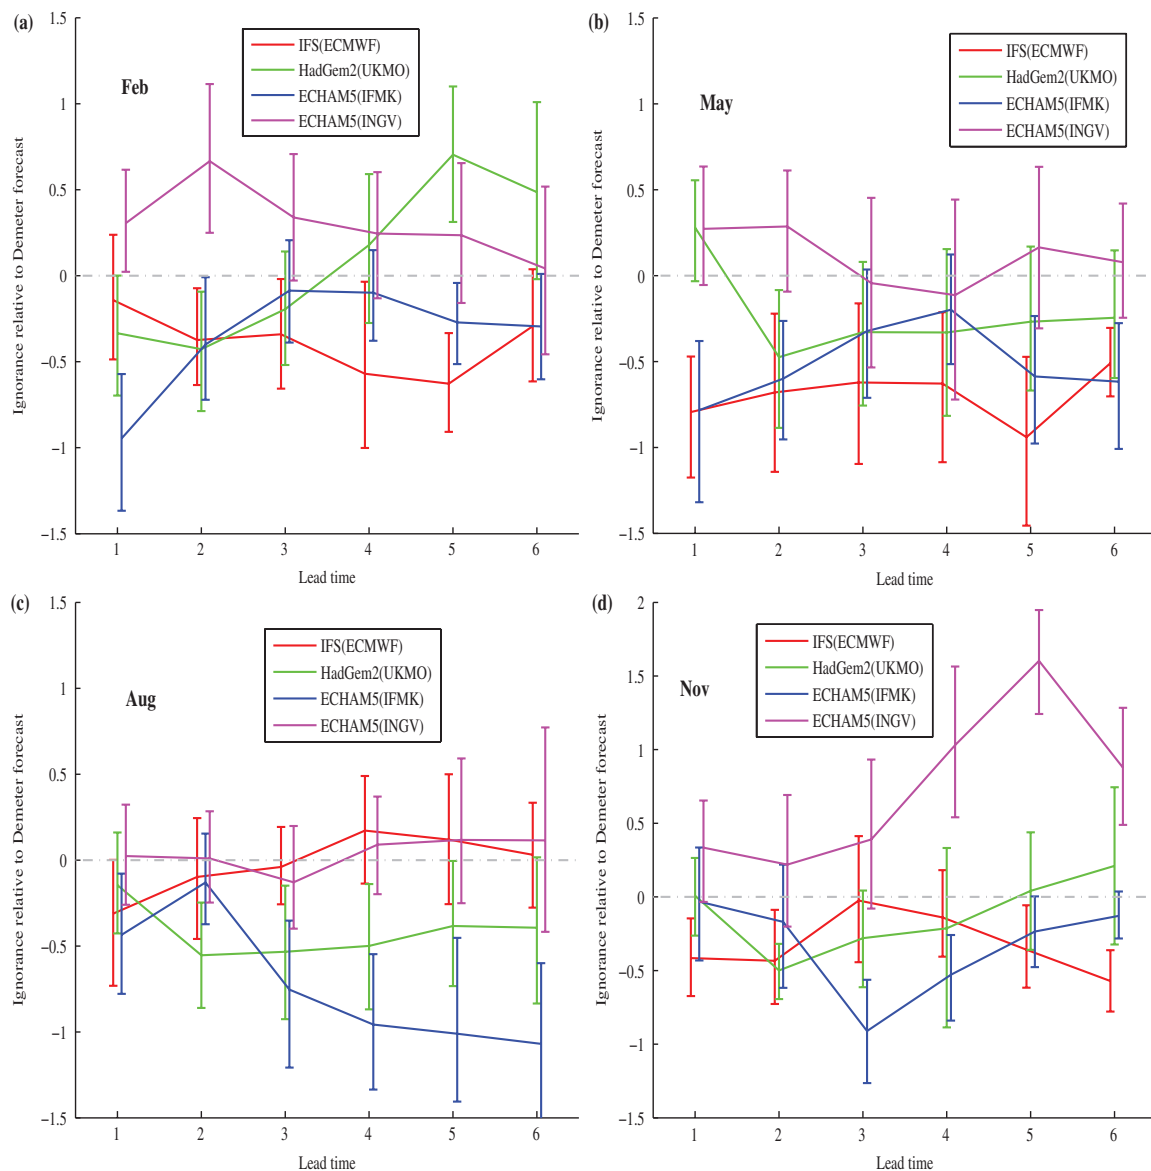 (a)
1.5
1
0.5
0
−0.5
−1
−1.5
Ignorance relative to Demeter forecast
Feb
IFS(ECMWF)
HadGem2(UKMO)
ECHAM5(IFMK)
ECHAM5(INGV)
1 2 3 4 5 6
Lead time
(b)
1.5
1
0.5
0
−0.5
−1
−1.5
Ignorance relative to Demeter forecast
May
IFS(ECMWF)
HadGem2(UKMO)
ECHAM5(IFMK)
ECHAM5(INGV)
1 2 3 4 5 6
Lead time
(c)
1.5
1
0.5
0
−0.5
−1
−1.5
Ignorance relative to Demeter forecast
Aug
IFS(ECMWF)
HadGem2(UKMO)
ECHAM5(IFMK)
ECHAM5(INGV)
1 2 3 4 5 6
Lead time
(d)
2
1.5
1
0.5
0
−0.5
−1
−1.5
Ignorance relative to Demeter forecast
Nov
IFS(ECMWF)
HadGem2(UKMO)
ECHAM5(IFMK)
ECHAM5(INGV)
1 2 3 4 5 6
Lead time